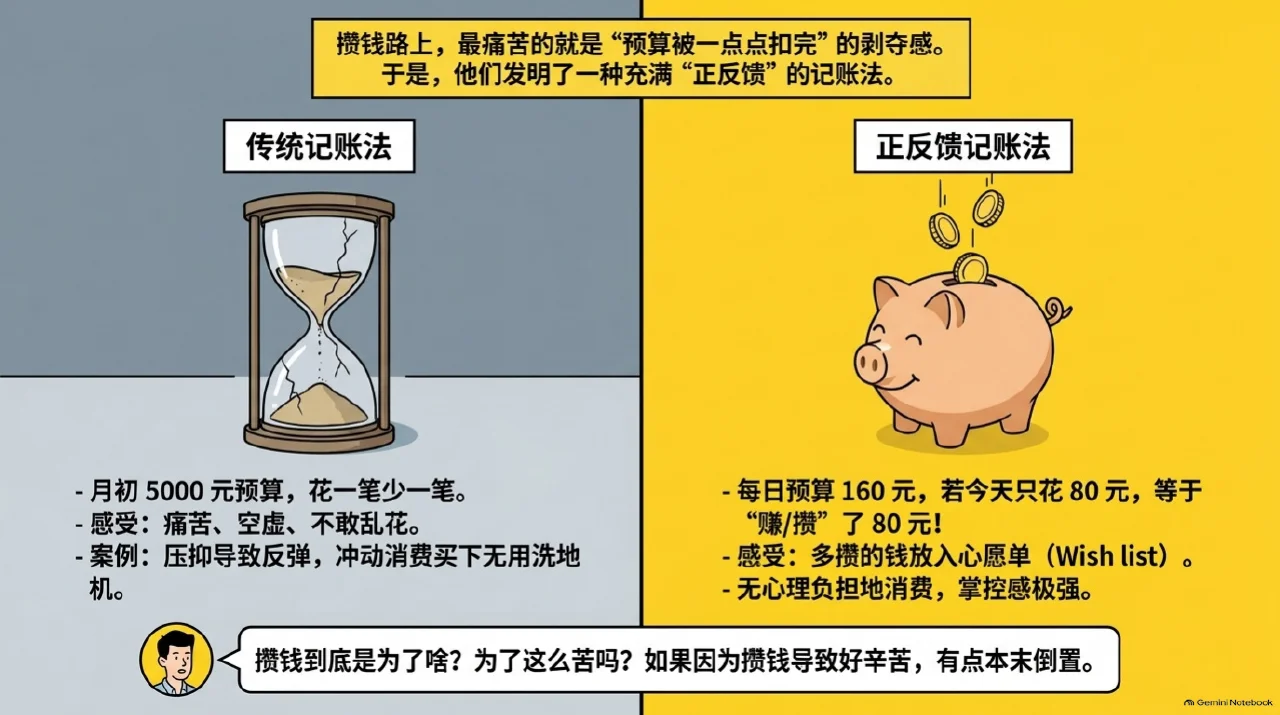 攒钱路上，最痛苦的就是“预算被一点点扣完”的剥夺感。
于是，他们发明了一种充满“正反馈”的记账法。
传统记账法
- 月初 5000 元预算，花一笔少一笔。
- 感受：痛苦、空虚、不敢乱花。
- 案例：压抑导致反弹，冲动消费买下无用洗地
机。
正反馈记账法
- 每日预算 160 元，若今天只花 80 元，等于
“赚/攒”了 80 元！
- 感受：多攒的钱放入心愿单（Wish list）。
- 无心理负担地消费，掌控感极强。
攒钱到底是为了啥？为了这么苦吗？如果因为攒钱导致好辛苦，有点本末倒置。
Gemini Notebook